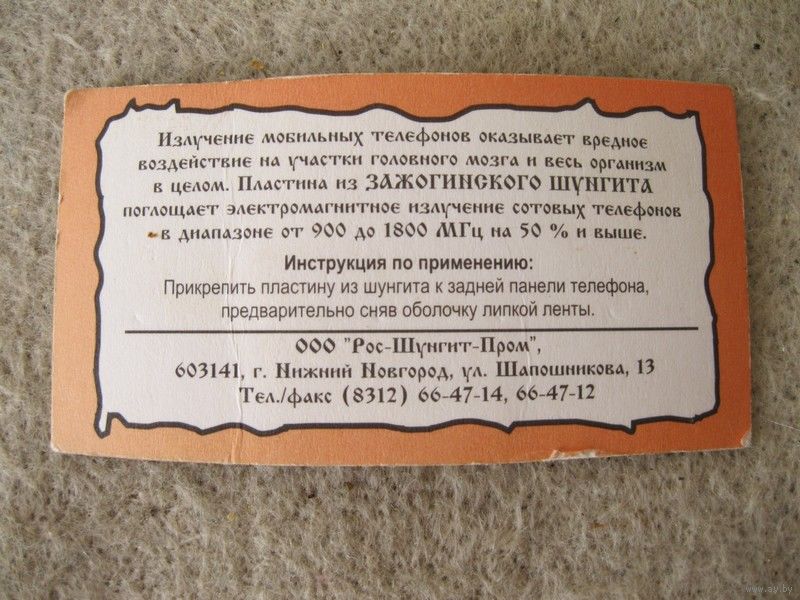 Излучение мобильных телефонов оказывает вредное
воздействие на участки головного мозга и весь организм
в целом. Пластина из ЗАЖОГИНСКОГО ШУНГИТА
поглощает электромагнитное излучение сотовых телефонов
в диапазоне от 900 до 1800 МГц на 50 % и выше.
Инструкция по применению:
Прикрепить пластину из шунгита к задней панели телефона,
предварительно сняв оболочку липкой ленты.
ООО "Рос-Шунгит-Пром",
603141, г. Нижний Новгород, ул. Шапошникова, 13
Тел./факс (8312) 66-47-14, 66-47-12
www.ay.by